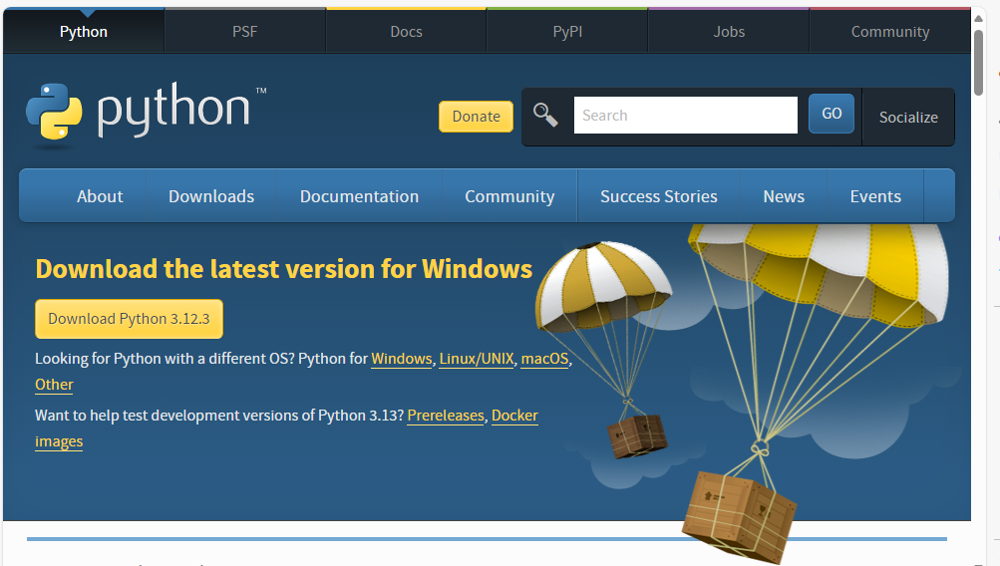 Python PSF Docs PyPI Jobs Community
python™
Donate Search GO Socialize
About Downloads Documentation Community Success Stories News Events
Download the latest version for Windows
Download Python 3.12.3
Looking for Python with a different OS? Python for Windows, Linux/UNIX, macOS,
Other
Want to help test development versions of Python 3.13? Prereleases, Docker
images